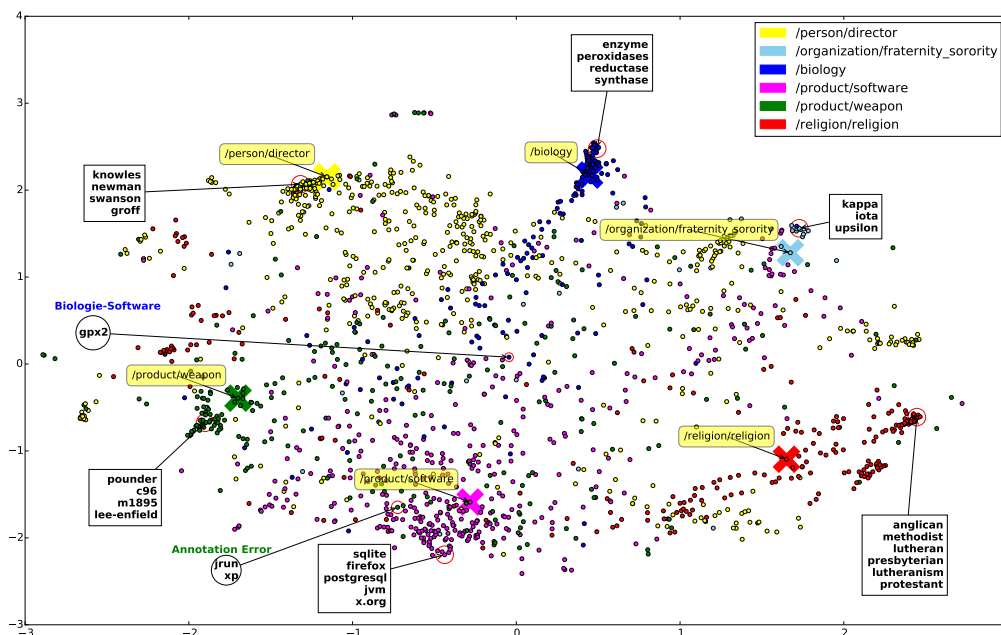 4
3
2
1
0
−1
−2
−3
−3
−2
−1
0
1
2
/person/director
/organization/fraternity_sorority
/biology
/product/software
/product/weapon
/religion/religion
enzyme
peroxidases
reductase
synthase
/person/director
/biology
knowles
newman
swanson
groff
kappa
iota
upsilon
/organization/fraternity_sorority
Biologie-Software
gpx2
/product/weapon
/religion/religion
pounder
c96
m1895
lee-enfield
/product/software
Annotation Error
jrun
xp
sqlite
firefox
postgresql
jvm
x.org
anglican
methodist
lutheran
presbyterian
lutheranism
protestant